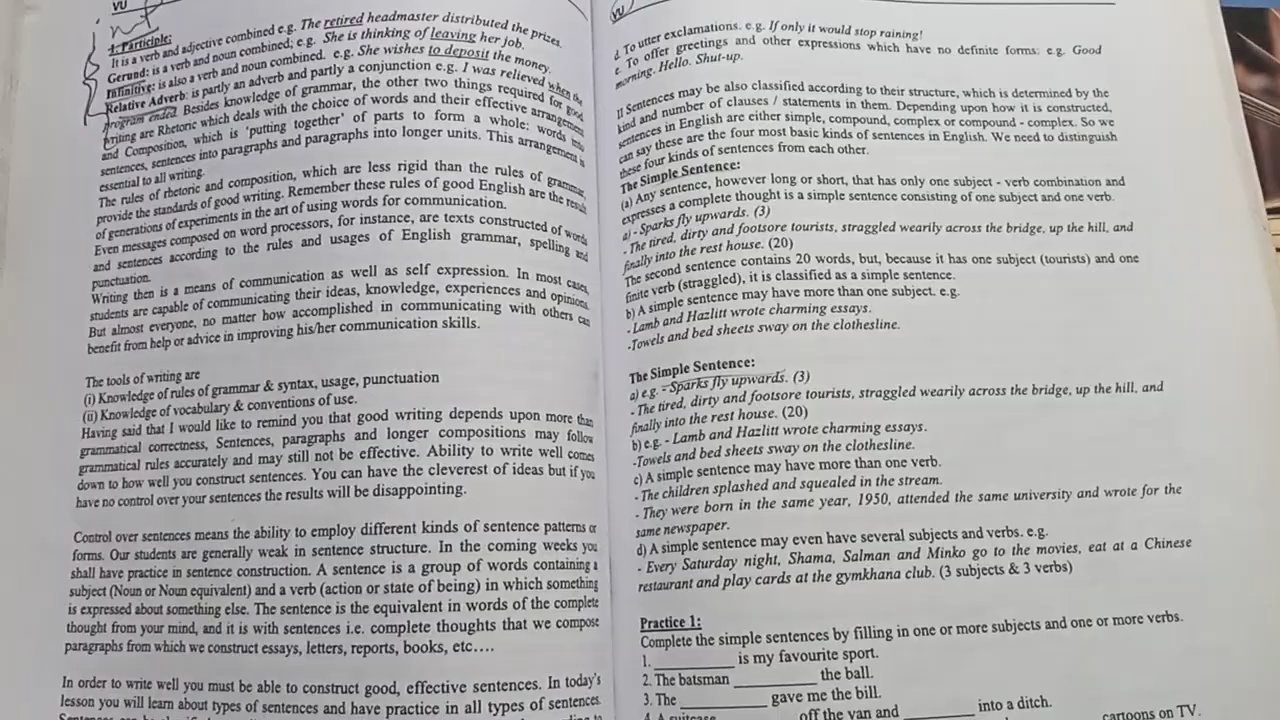 VU
1. Participle:
It is a verb and adjective combined e.g. The retired headmaster distributed the prizes.
Gerund: is a verb and noun combined; e.g. She is thinking of leaving her job.
Infinitive: is also a verb and noun combined. e.g. She wishes to deposit the money.
Relative Adverb: is partly an adverb and partly a conjunction e.g. I was relieved when the
program ended. Besides knowledge of grammar, the other two things required for good
writing are Rhetoric which deals with the choice of words and their effective arrangement
and Composition, which is ‘putting together’ of parts to form a whole: words into
sentences, sentences into paragraphs and paragraphs into longer units. This arrangement is
essential to all writing.
The rules of rhetoric and composition, which are less rigid than the rules of grammar,
provide the standards of good writing. Remember these rules of good English are the result
of generations of experiments in the art of using words for communication.
Even messages composed on word processors, for instance, are texts constructed of words
and sentences according to the rules and usages of English grammar, spelling and
punctuation.
Writing then is a means of communication as well as self expression. In most cases,
students are capable of communicating their ideas, knowledge, experiences and opinions.
But almost everyone, no matter how accomplished in communicating with others can
benefit from help or advice in improving his/her communication skills.
The tools of writing are
(i) Knowledge of rules of grammar & syntax, usage, punctuation
(ii) Knowledge of vocabulary & conventions of use.
Having said that I would like to remind you that good writing depends upon more than
grammatical correctness, Sentences, paragraphs and longer compositions may follow
grammatical rules accurately and may still not be effective. Ability to write well comes
down to how well you construct sentences. You can have the cleverest of ideas but if you
have no control over your sentences the results will be disappointing.
Control over sentences means the ability to employ different kinds of sentence patterns or
forms. Our students are generally weak in sentence structure. In the coming weeks you
shall have practice in sentence construction. A sentence is a group of words containing a
subject (Noun or Noun equivalent) and a verb (action or state of being) in which something
is expressed about something else. The sentence is the equivalent in words of the complete
thought from your mind, and it is with sentences i.e. complete thoughts that we compose
paragraphs from which we construct essays, letters, reports, books, etc….
In order to write well you must be able to construct good, effective sentences. In today's
lesson you will learn about types of sentences and have practice in all types of sentences.
VU
d. To utter exclamations. e.g. If only it would stop raining!
e. To offer greetings and other expressions which have no definite forms: e.g. Good
morning. Hello. Shut-up.
II Sentences may be also classified according to their structure, which is determined by the
kind and number of clauses / statements in them. Depending upon how it is constructed,
sentences in English are either simple, compound, complex or compound - complex. So we
can say these are the four most basic kinds of sentences in English. We need to distinguish
these four kinds of sentences from each other.
The Simple Sentence:
(a) Any sentence, however long or short, that has only one subject - verb combination and
expresses a complete thought is a simple sentence consisting of one subject and one verb.
a) - Sparks fly upwards. (3)
- The tired, dirty and footsore tourists, straggled wearily across the bridge, up the hill, and
finally into the rest house. (20)
The second sentence contains 20 words, but, because it has one subject (tourists) and one
finite verb (straggled), it is classified as a simple sentence.
b) A simple sentence may have more than one subject. e.g.
- Lamb and Hazlitt wrote charming essays.
-Towels and bed sheets sway on the clothesline.
The Simple Sentence:
a) e.g. - Sparks fly upwards. (3)
- The tired, dirty and footsore tourists, straggled wearily across the bridge, up the hill, and
finally into the rest house. (20)
b) e.g. - Lamb and Hazlitt wrote charming essays.
-Towels and bed sheets sway on the clothesline.
c) A simple sentence may have more than one verb.
- The children splashed and squealed in the stream.
- They were born in the same year, 1950, attended the same university and wrote for the
same newspaper.
d) A simple sentence may even have several subjects and verbs. e.g.
- Every Saturday night, Shama, Salman and Minko go to the movies, eat at a Chinese
restaurant and play cards at the gymkhana club. (3 subjects & 3 verbs)
Practice 1:
Complete the simple sentences by filling in one or more subjects and one or more verbs.
1. __________ is my favourite sport.
2. The batsman __________ the ball.
3. The __________ gave me the bill.
4. A suitcase __________ off the van and ________ into a ditch.
cartoons on TV.